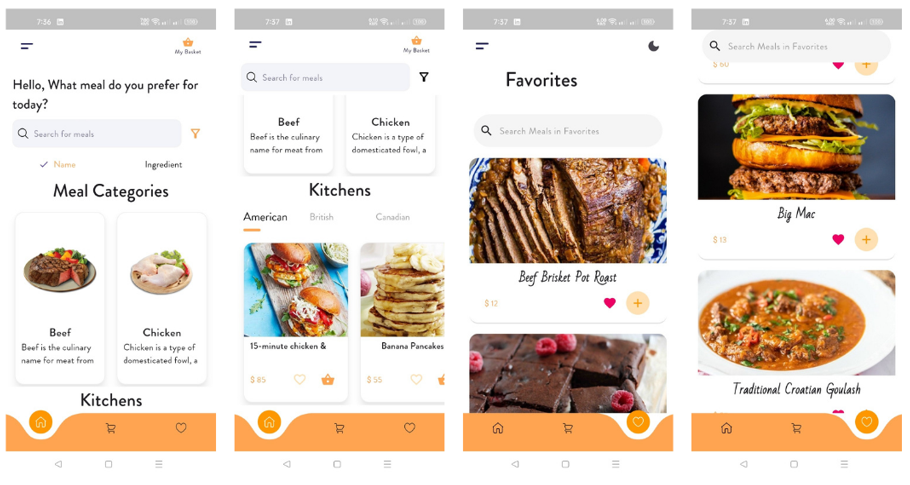 7:36
My Basket
Hello, What meal do you prefer for
today?
Search for meals
Name
Ingredient
Meal Categories
Beef
Beef is the culinary
name for meat from
Chicken
Chicken is a type of
domesticated fowl, a
Kitchens
7:37
My Basket
Search for meals
Beef
Beef is the culinary
name for meat from
Chicken
Chicken is a type of
domesticated fowl, a
Kitchens
American
British
Canadian
15-minute chicken &
$ 85
Banana Pancakes
$ 55
7:37
Favorites
Search Meals in Favorites
Beef Brisket Pot Roast
$ 12
7:37
Search Meals in Favorites
$ 60
Big Mac
$ 13
Traditional Croatian Goulash